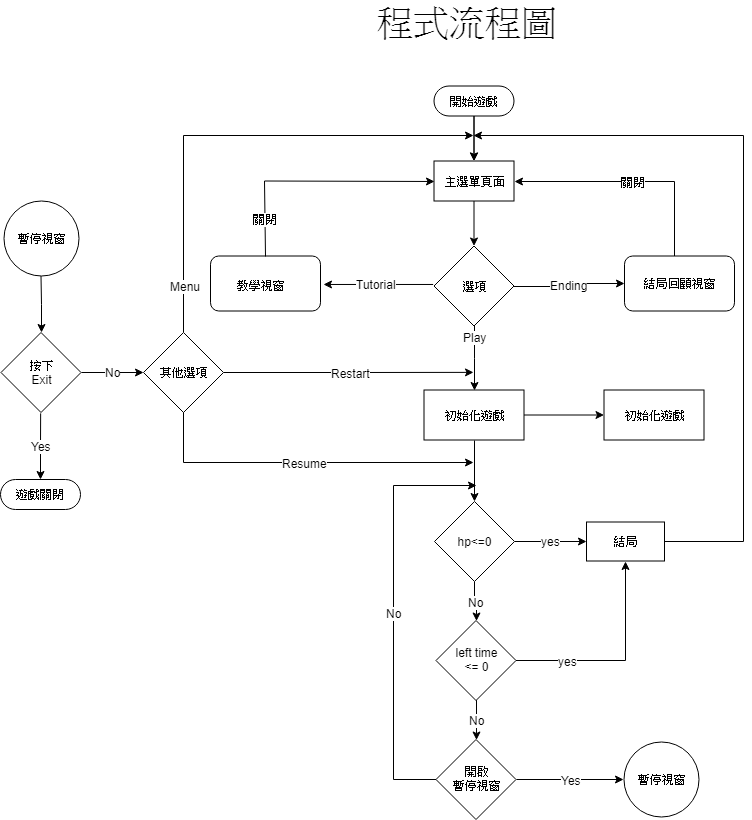 程式流程圖
開始遊戲
主選單頁面
關閉
關閉
暫停視窗
教學視窗
Tutorial
選項
Ending
結局回顧視窗
Menu
Play
按下
Exit
No
其他選項
Restart
初始化遊戲
初始化遊戲
Yes
Resume
遊戲關閉
hp<=0
yes
結局
No
No
left time
<= 0
yes
No
開啟
暫停視窗
Yes
暫停視窗